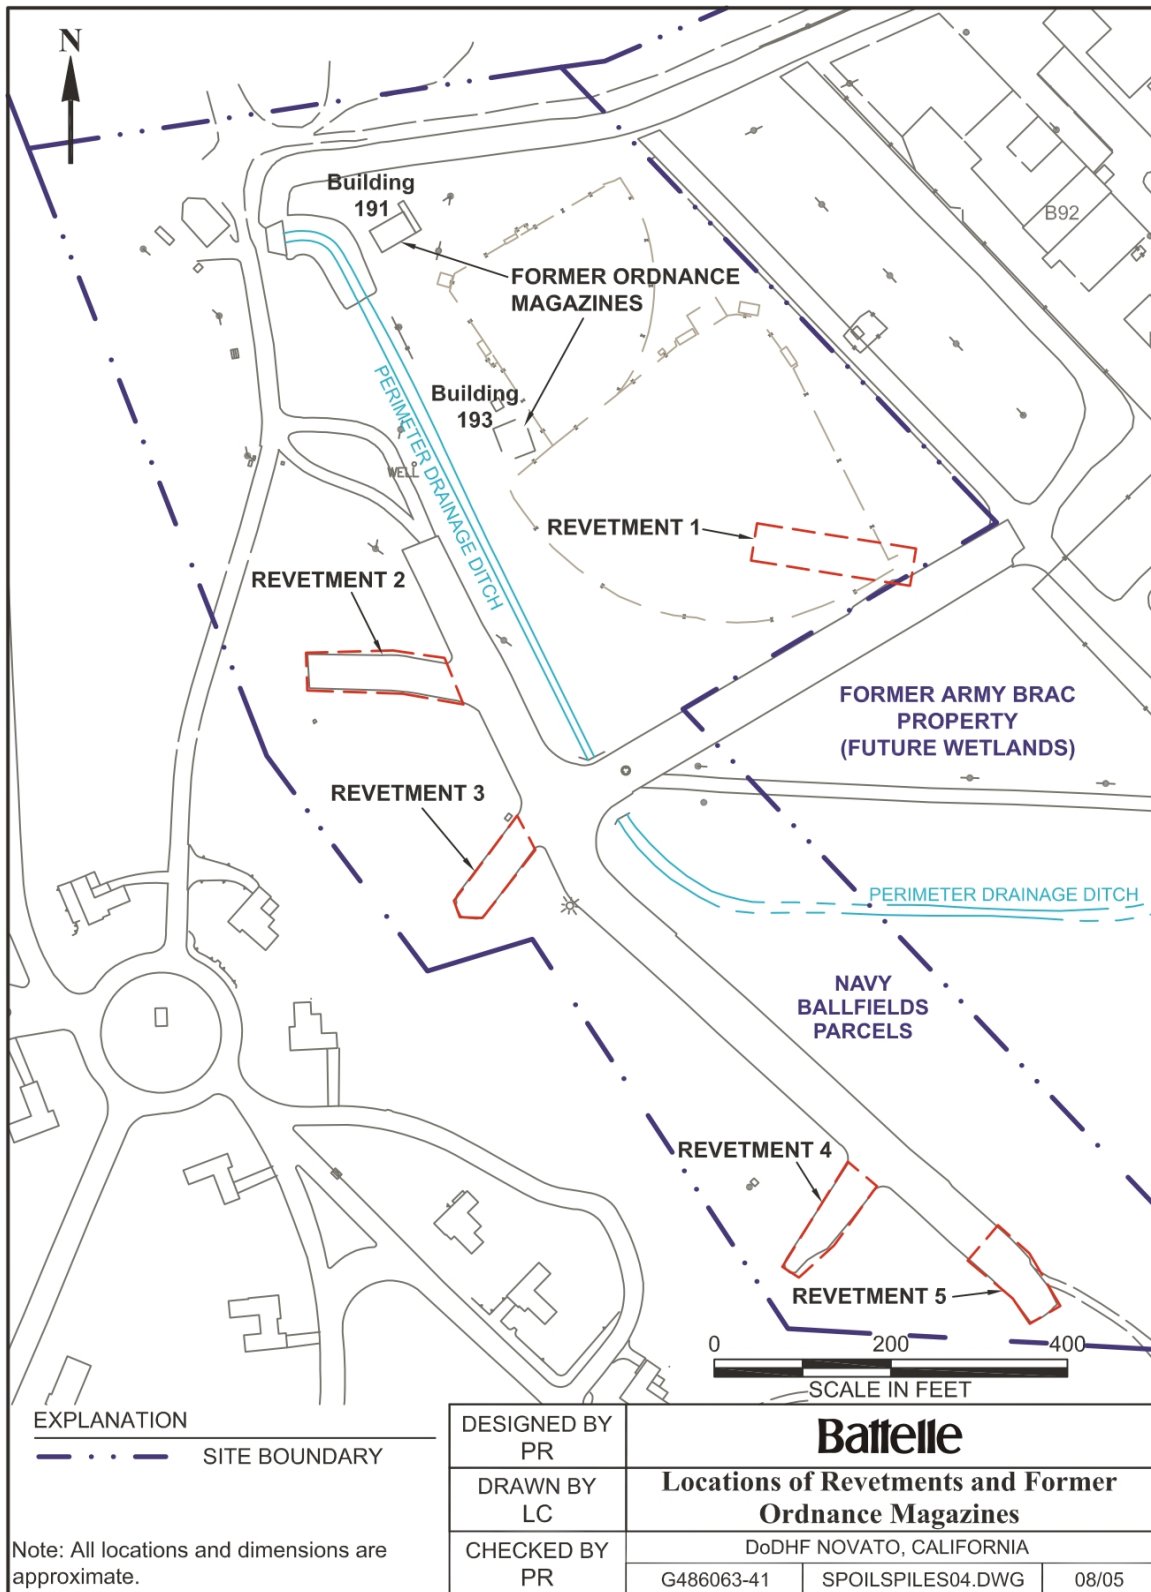 N
Building
191
FORMER ORDNANCE
MAGAZINES
B92
PERIMETER DRAINAGE DITCH
Building
193
WELL
REVETMENT 1
REVETMENT 2
FORMER ARMY BRAC
PROPERTY
(FUTURE WETLANDS)
REVETMENT 3
PERIMETER DRAINAGE DITCH
NAVY
BALLFIELDS
PARCELS
REVETMENT 4
REVETMENT 5
0 200 400
SCALE IN FEET
EXPLANATION
SITE BOUNDARY
Note: All locations and dimensions are
approximate.
DESIGNED BY
PR
DRAWN BY
LC
CHECKED BY
PR
Battelle
Locations of Revetments and Former
Ordnance Magazines
DoDHF NOVATO, CALIFORNIA
G486063-41 SPOILSPILES04.DWG 08/05